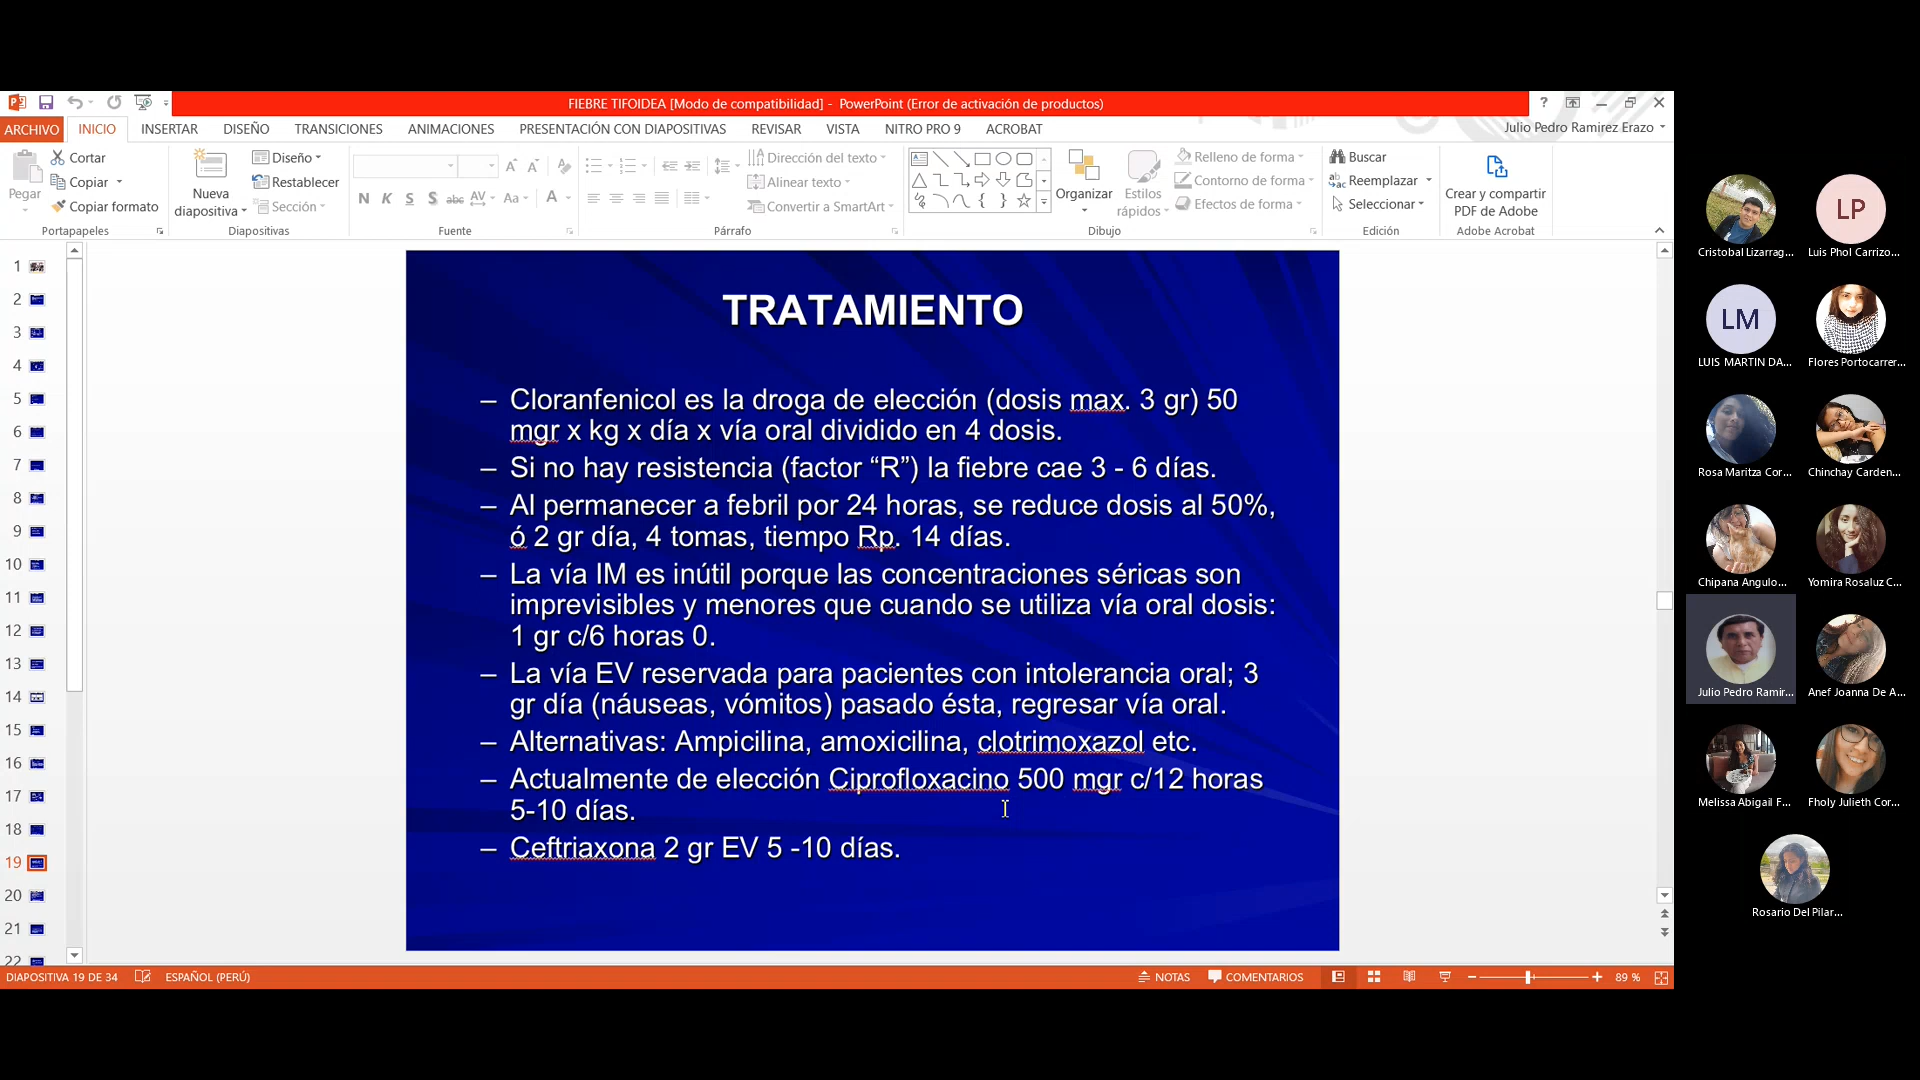 FIEBRE TIFOIDEA [Modo de compatibilidad] - PowerPoint (Error de activación de productos)
?
ARCHIVO INICIO INSERTAR DISEÑO TRANSICIONES ANIMACIONES PRESENTACIÓN CON DIAPOSITIVAS REVISAR VISTA NITRO PRO 9 ACROBAT
Julio Pedro Ramirez Erazo
Pegar
Cortar
Copiar
Copiar formato
Portapapeles
Nueva
diapositiva
Diseño
Restablecer
Sección
Diapositivas
N K S S abc AV Aa A
Fuente
Dirección del texto
Alinear texto
Convertir a SmartArt
Párrafo
Organizar
Estilos
rápidos
Relleno de forma
Contorno de forma
Efectos de forma
Dibujo
Buscar
Reemplazar
Seleccionar
Edición
Crear y compartir
PDF de Adobe
Adobe Acrobat
1
2
3
4
5
6
7
8
9
10
11
12
13
14
15
16
17
18
19
20
21
22
TRATAMIENTO
– Cloranfenicol es la droga de elección (dosis max. 3 gr) 50
mgr x kg x día x vía oral dividido en 4 dosis.
– Si no hay resistencia (factor “R”) la fiebre cae 3 - 6 días.
– Al permanecer a febril por 24 horas, se reduce dosis al 50%,
ó 2 gr día, 4 tomas, tiempo Rp. 14 días.
– La vía IM es inútil porque las concentraciones séricas son
imprevisibles y menores que cuando se utiliza vía oral dosis:
1 gr c/6 horas 0.
– La vía EV reservada para pacientes con intolerancia oral; 3
gr día (náuseas, vómitos) pasado ésta, regresar vía oral.
– Alternativas: Ampicilina, amoxicilina, clotrimoxazol etc.
– Actualmente de elección Ciprofloxacino 500 mgr c/12 horas
5-10 días.
– Ceftriaxona 2 gr EV 5 -10 días.
DIAPOSITIVA 19 DE 34 ESPAÑOL (PERÚ) NOTAS COMENTARIOS 89 %
Cristobal Lizarrag...
LP
Luis Phol Carrizo...
LM
LUIS MARTIN DA...
Flores Portocarrer...
Rosa Maritza Cor...
Chinchay Carden...
Chipana Angulo...
Yomira Rosaluz C...
Julio Pedro Ramir...
Anef Joanna De A...
Melissa Abigail F...
Fholy Julieth Cor...
Rosario Del Pilar...